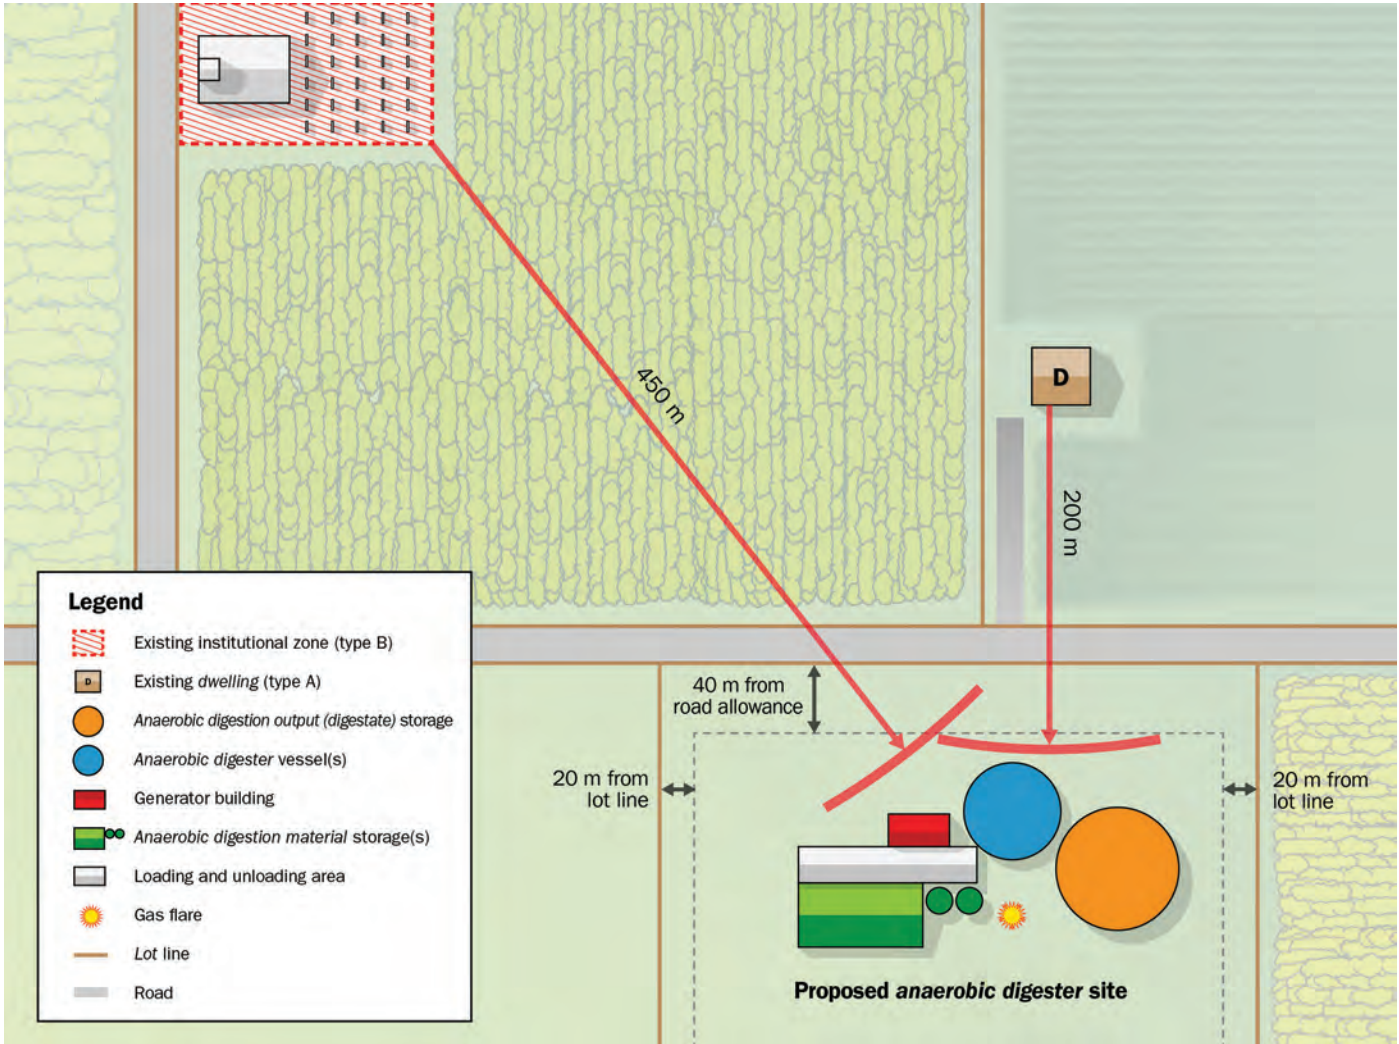 D
450 m
200 m
Legend
Existing institutional zone (type B)
D
Existing dwelling (type A)
Anaerobic digestion output (digestate) storage
Anaerobic digester vessel(s)
Generator building
Anaerobic digestion material storage(s)
Loading and unloading area
Gas flare
Lot line
Road
40 m from
road allowance
20 m from
lot line
20 m from
lot line
Proposed anaerobic digester site